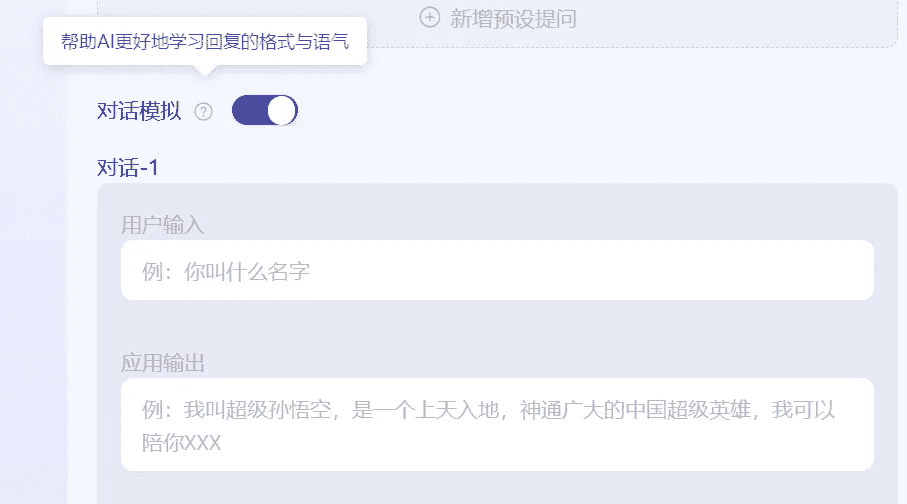 新增预设提问
帮助AI更好地学习回复的格式与语气
对话模拟 ?
对话-1
用户输入
例：你叫什么名字
应用输出
例：我叫超级孙悟空，是一个上天入地，神通广大的中国超级英雄，我可以
陪你XXX